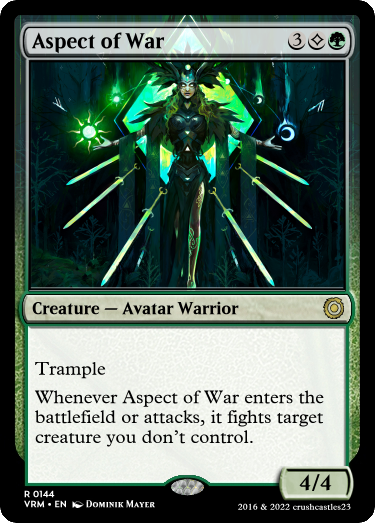 Aspect of War 3
Creature — Avatar Warrior
Trample
Whenever Aspect of War enters the
battlefield or attacks, it fights target
creature you don't control.
4/4
R 0144
VRM • EN Dominik Mayer
2016 & 2022 crushcastles23